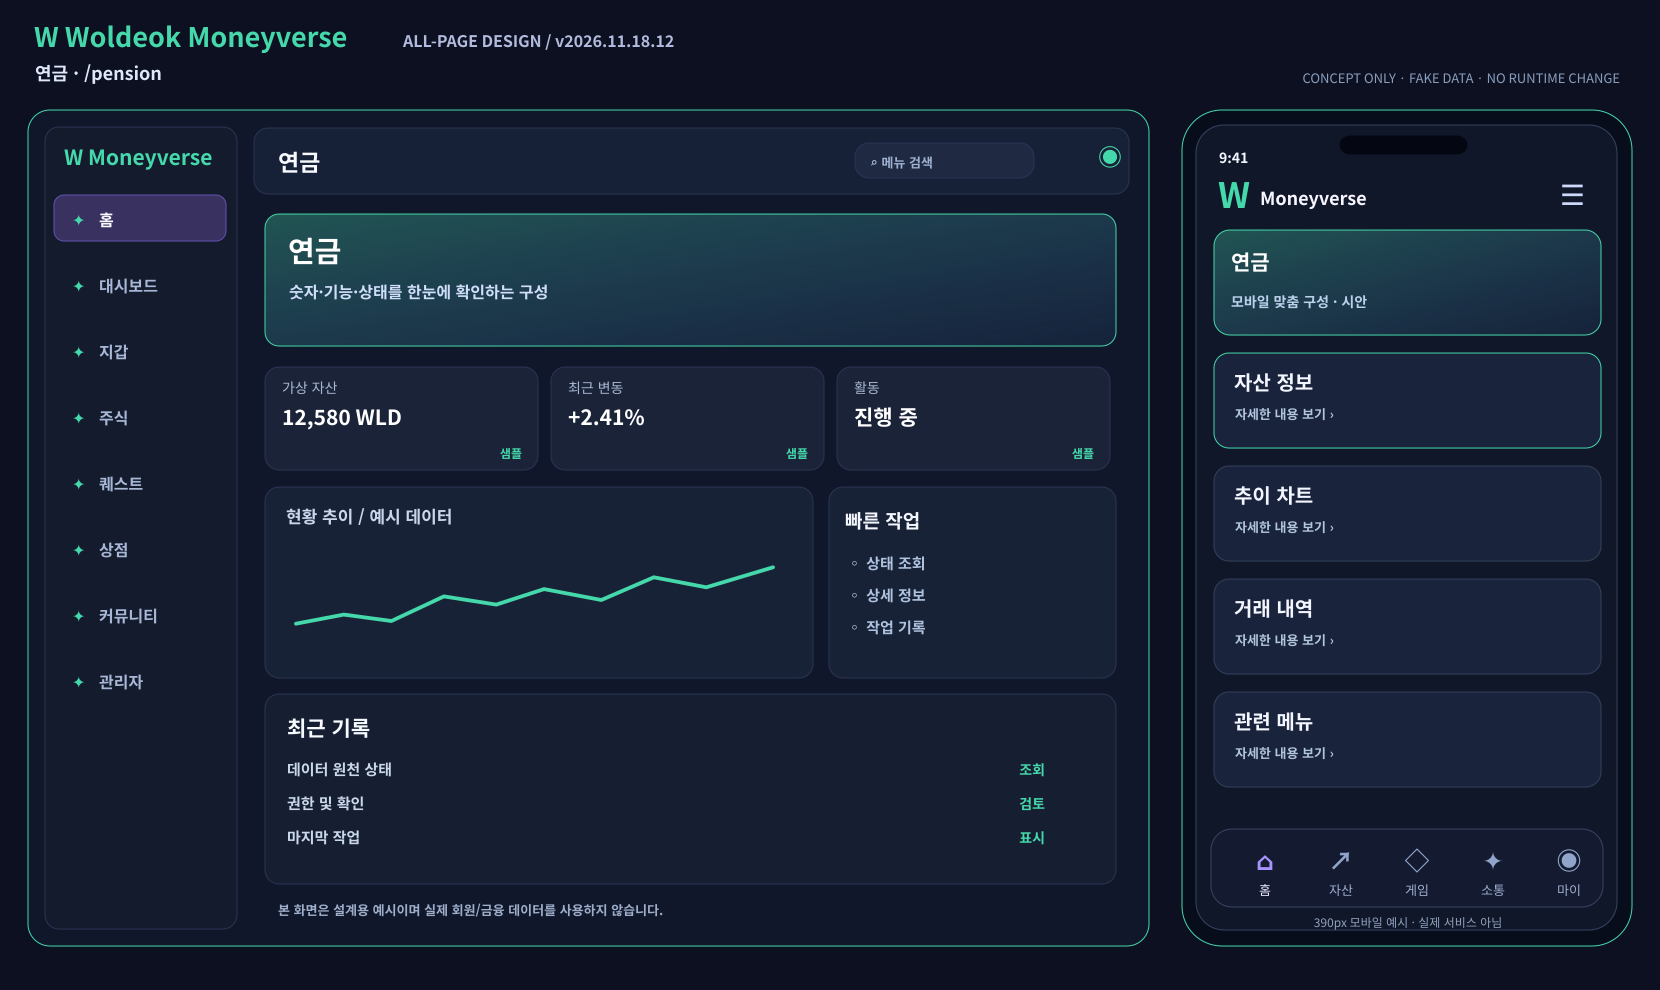 W Woldeok Moneyverse
ALL-PAGE DESIGN / v2026.11.18.12
연금 · /pension
CONCEPT ONLY · FAKE DATA · NO RUNTIME CHANGE
W Moneyverse
홈
대시보드
지갑
주식
퀘스트
상점
커뮤니티
관리자
연금
메뉴 검색
연금
숫자·기능·상태를 한눈에 확인하는 구성
가상 자산
12,580 WLD
샘플
최근 변동
+2.41%
샘플
활동
진행 중
샘플
현황 추이 / 예시 데이터
빠른 작업
상태 조회
상세 정보
작업 기록
최근 기록
데이터 원천 상태
조회
권한 및 확인
검토
마지막 작업
표시
본 화면은 설계용 예시이며 실제 회원/금융 데이터를 사용하지 않습니다.
9:41
W Moneyverse
연금
모바일 맞춤 구성 · 시안
자산 정보
자세한 내용 보기 ›
추이 차트
자세한 내용 보기 ›
거래 내역
자세한 내용 보기 ›
관련 메뉴
자세한 내용 보기 ›
홈
자산
게임
소통
마이
390px 모바일 예시 · 실제 서비스 아님